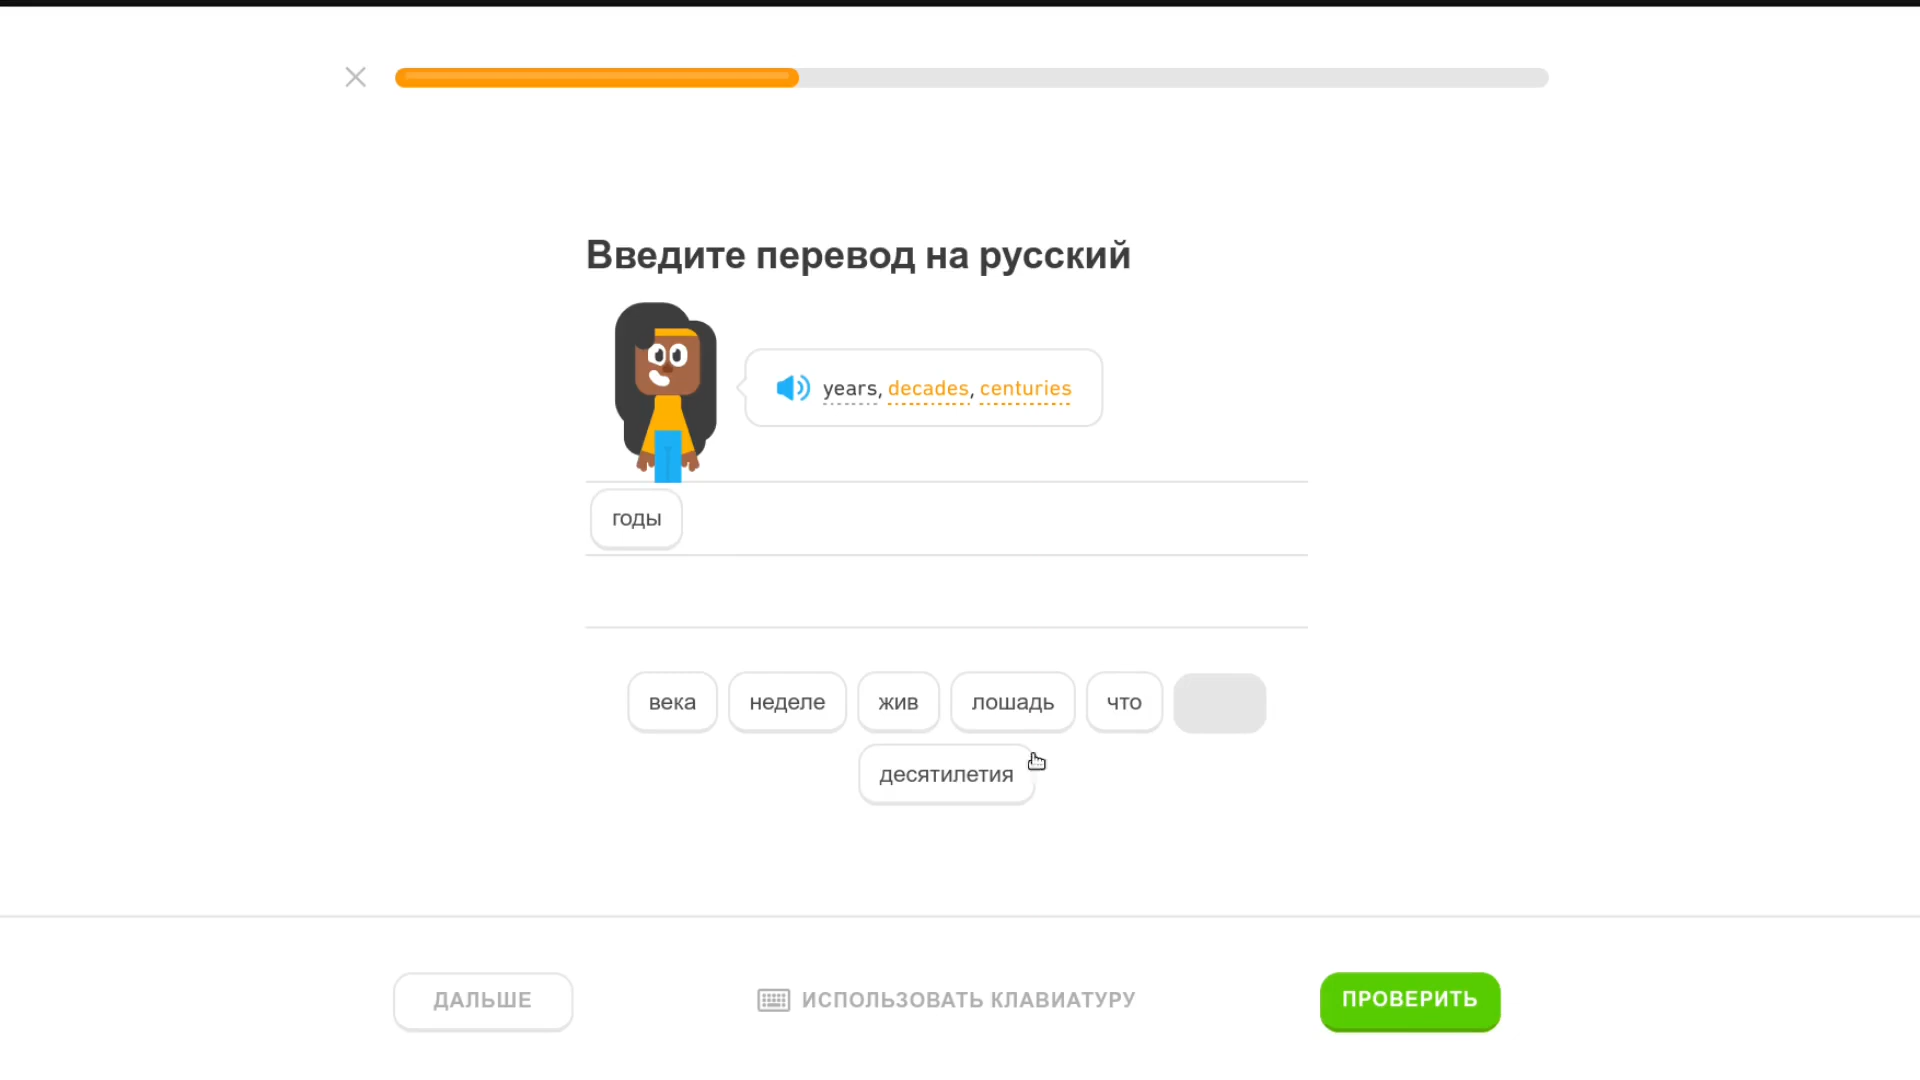 Введите перевод на русский
years, decades, centuries
годы
века неделе жив лошадь что
десятилетия
ДАЛЬШЕ ИСПОЛЬЗОВАТЬ КЛАВИАТУРУ ПРОВЕРИТЬ